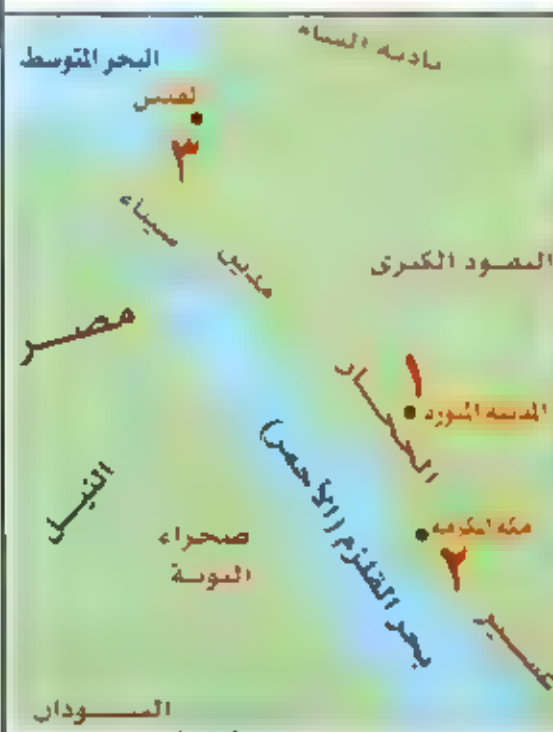 البحر المتوسط
بادية الشام
القدس
٣
سيناء
مدين
النفود الكبرى
مصر
١
المدينة المنورة
الحجاز
النيل
بحر القلزم (الأحمر)
مكة المكرمة
٢
صحراء
النوبة
عسير
السودان